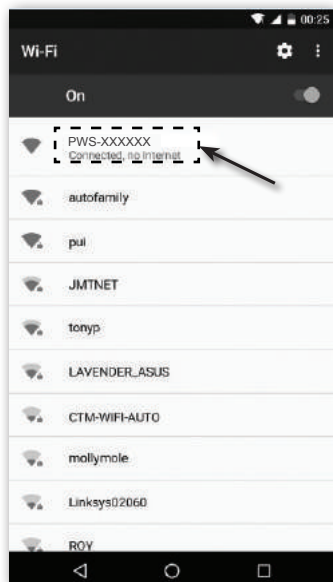 00:25
Wi-Fi
On
PWS-XXXXXX
Connected, no Internet
autofamily
pui
JMTNET
tonyp
LAVENDER_ASUS
CTM-WIFI-AUTO
mollymole
Linksys02060
ROY